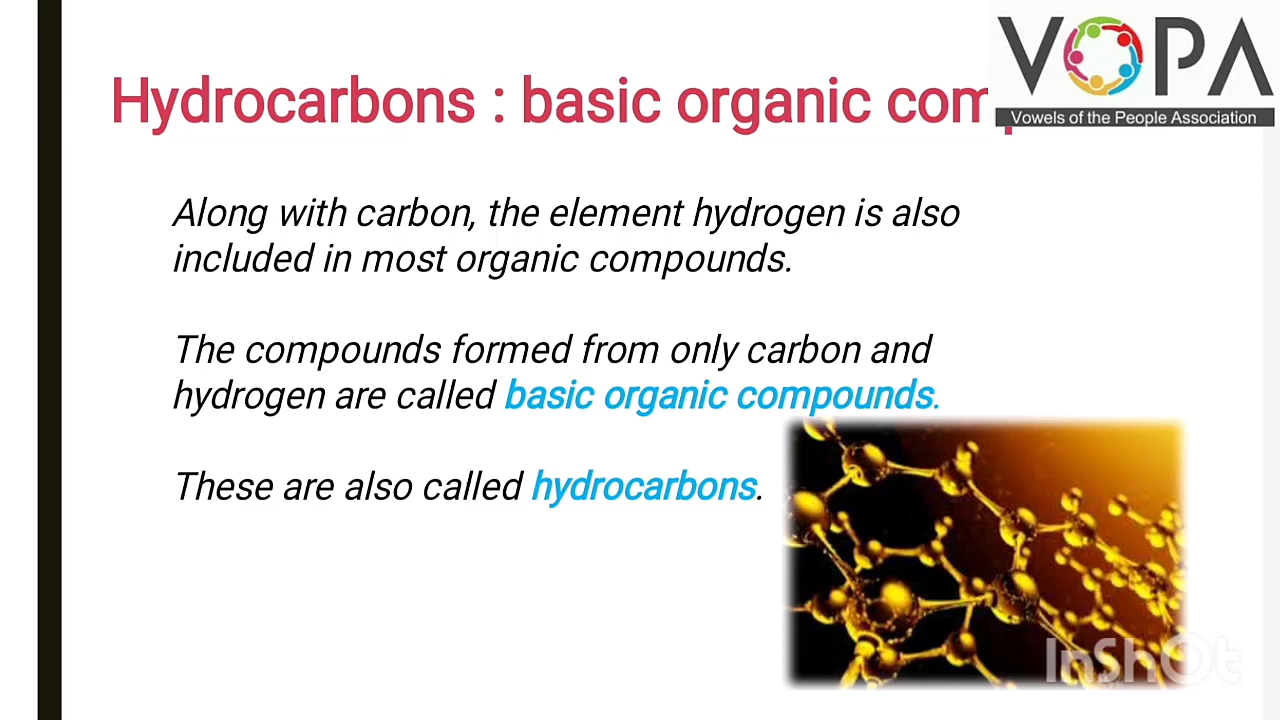 Hydrocarbons : basic organic com
VOPA
Vowels of the People Association
Along with carbon, the element hydrogen is also
included in most organic compounds.
The compounds formed from only carbon and
hydrogen are called basic organic compounds.
These are also called hydrocarbons.
InShOt